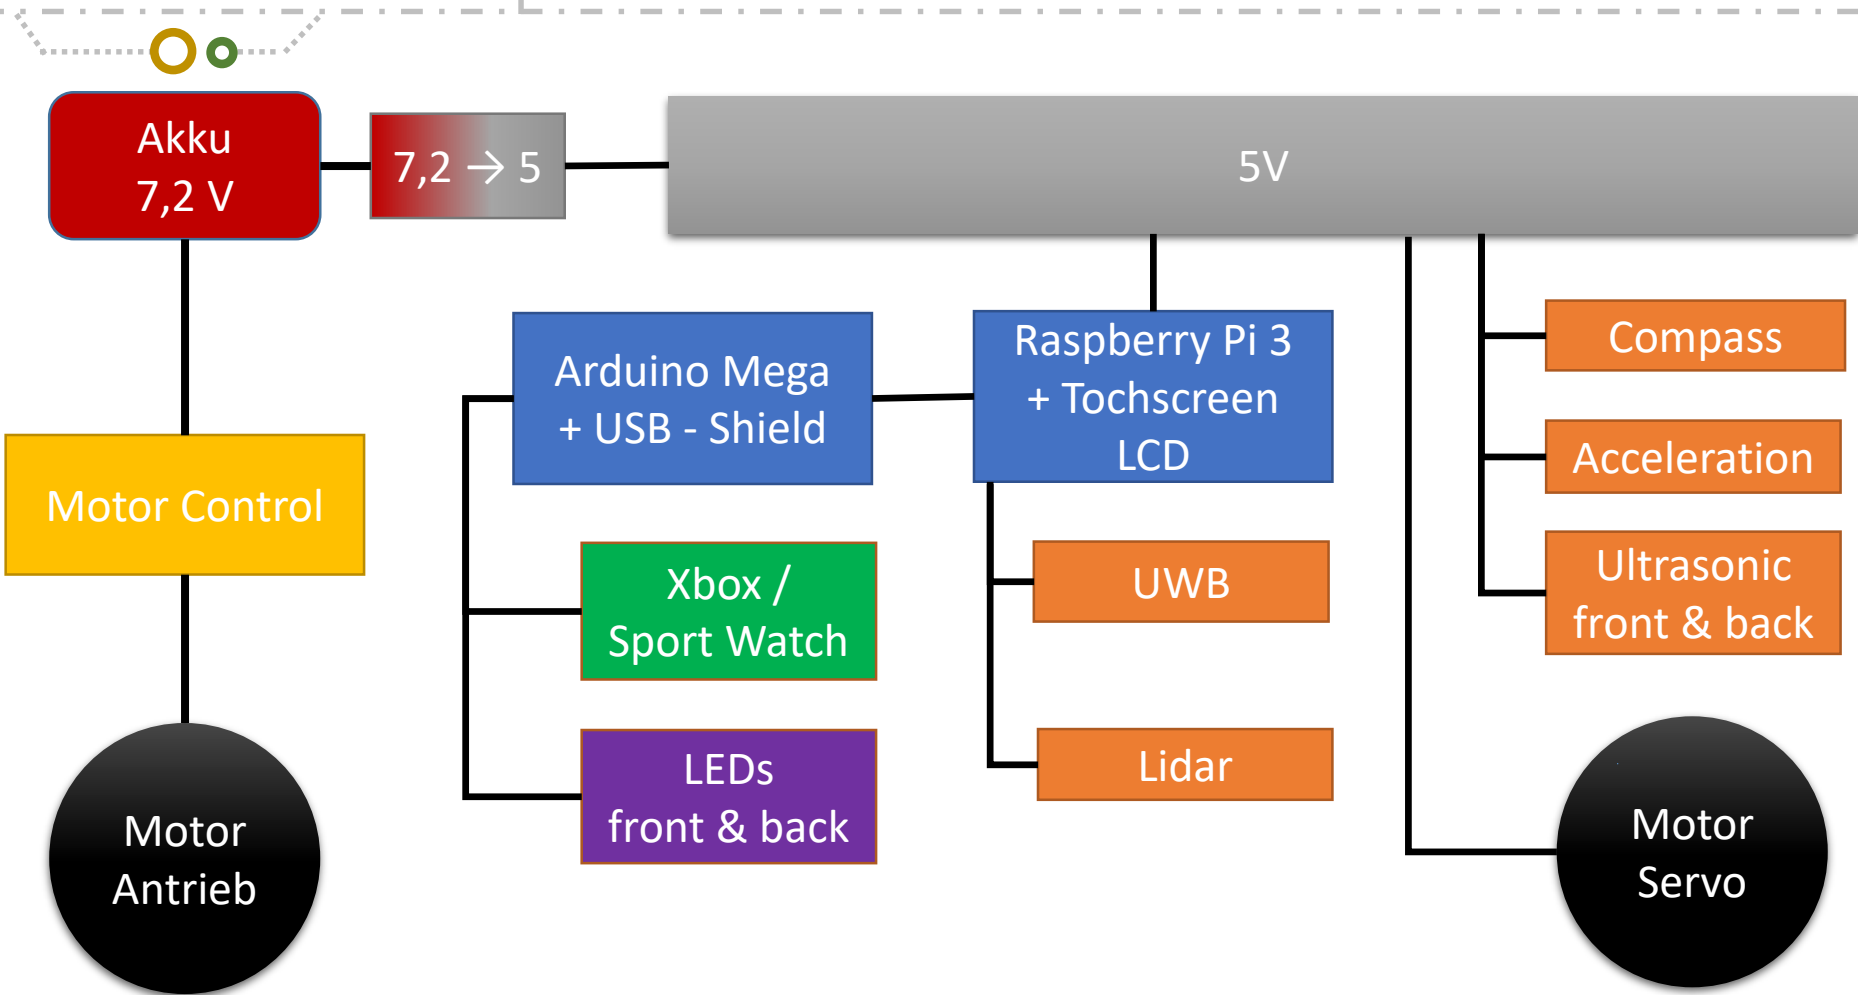 Akku
7,2 V
7,2 → 5
5V
Arduino Mega
+ USB - Shield
Raspberry Pi 3
+ Tochscreen
LCD
Compass
Acceleration
Ultrasonic
front & back
Motor Control
Xbox /
Sport Watch
UWB
LEDs
front & back
Lidar
Motor
Antrieb
Motor
Servo